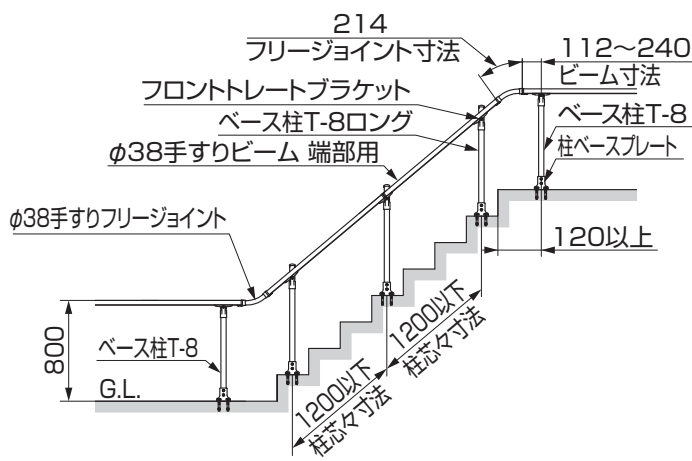 214
フリージョイント寸法
112～240
ビーム寸法
フロントトレートブラケット
ベース柱T-8ロング
φ38手すりビーム 端部用
ベース柱T-8
柱ベースプレート
φ38手すりフリージョイント
120以上
800
ベース柱T-8
G.L.
1200以下
柱芯々寸法
1200以下
柱芯々寸法